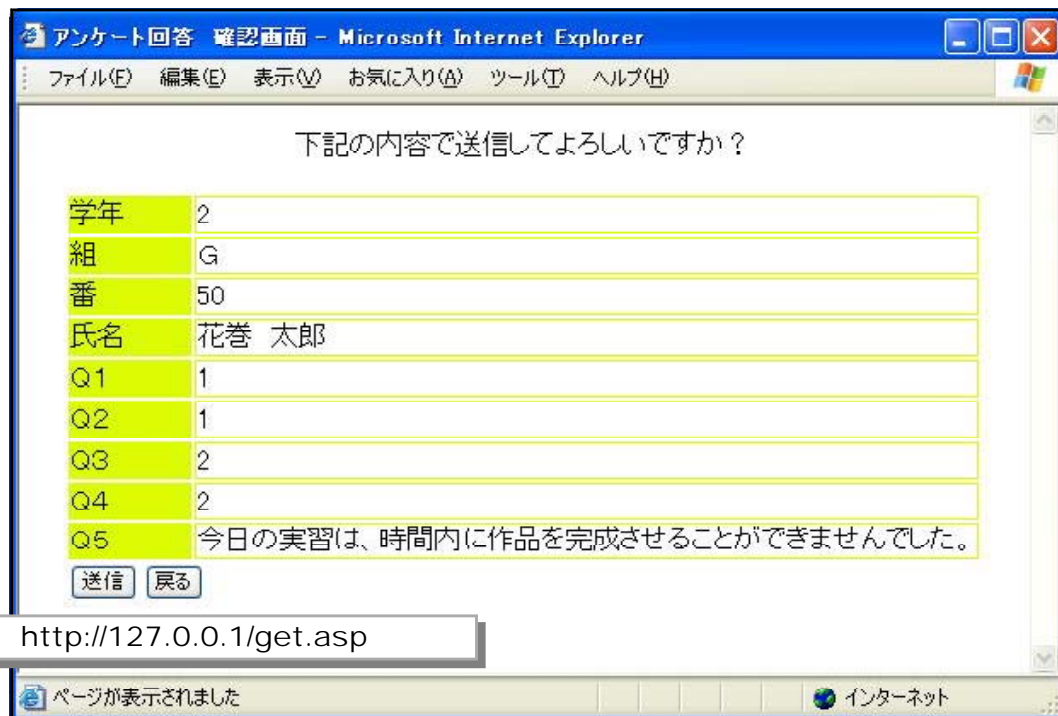 アンケート回答　確認画面 - Microsoft Internet Explorer
ファイル(F) 編集(E) 表示(V) お気に入り(A) ツール(T) ヘルプ(H)
下記の内容で送信してよろしいですか？
学年 2
組 G
番 50
氏名 花巻　太郎
Q1 1
Q2 1
Q3 2
Q4 2
Q5 今日の実習は、時間内に作品を完成させることができませんでした。
送信 戻る
http://127.0.0.1/get.asp
ページが表示されました インターネット